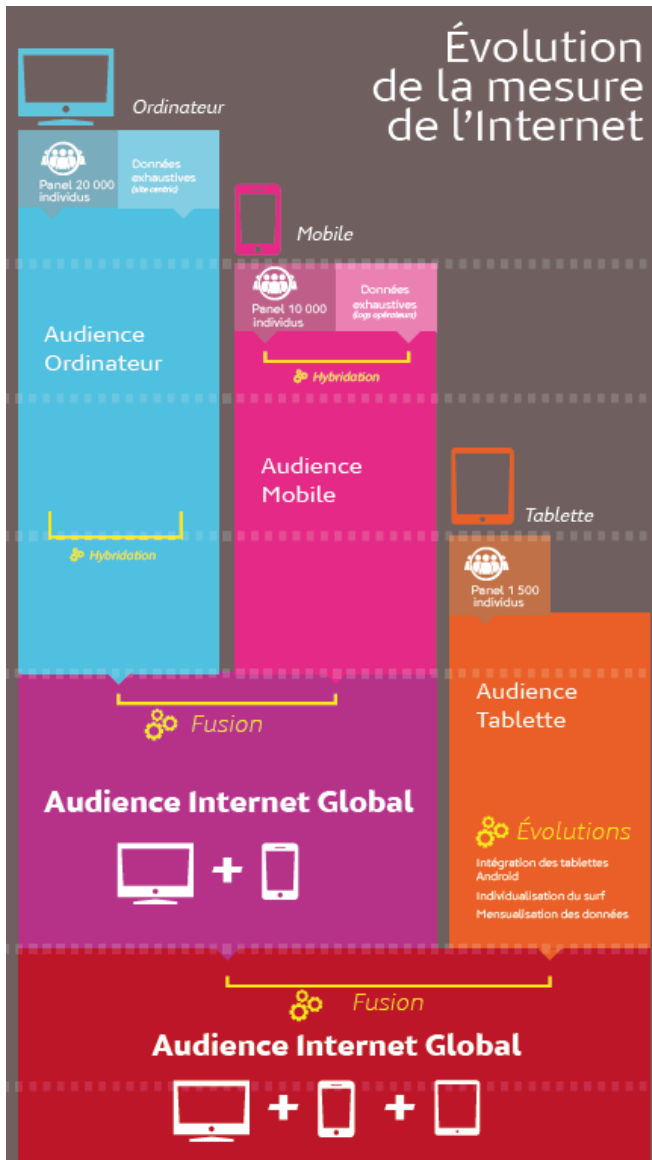 Évolution
de la mesure
de l'Internet
Ordinateur
Panel 20 000
individus
Données
exhaustives
(site centric)
Mobile
Panel 10 000
individus
Données
exhaustives
(logs opérateurs)
Hybridation
Audience
Ordinateur
Audience
Mobile
Hybridation
Tablette
Panel 1 500
individus
Audience
Tablette
Fusion
Audience Internet Global
Évolutions
Intégration des tablettes
Android
Individualisation du surf
Mensualisation des données
Fusion
Audience Internet Global